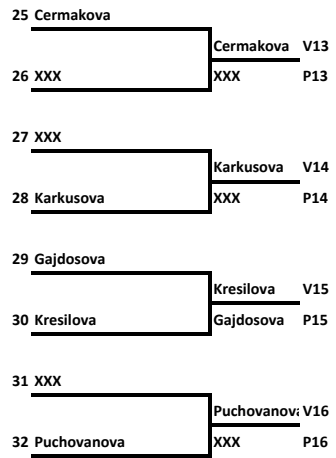 25 Cermakova
Cermakova V13
26 XXX XXX P13
27 XXX
Karkusova V14
28 Karkusova XXX P14
29 Gajdosova
Kresilova V15
30 Kresilova Gajdosova P15
31 XXX
Puchovanova V16
32 Puchovanova XXX P16